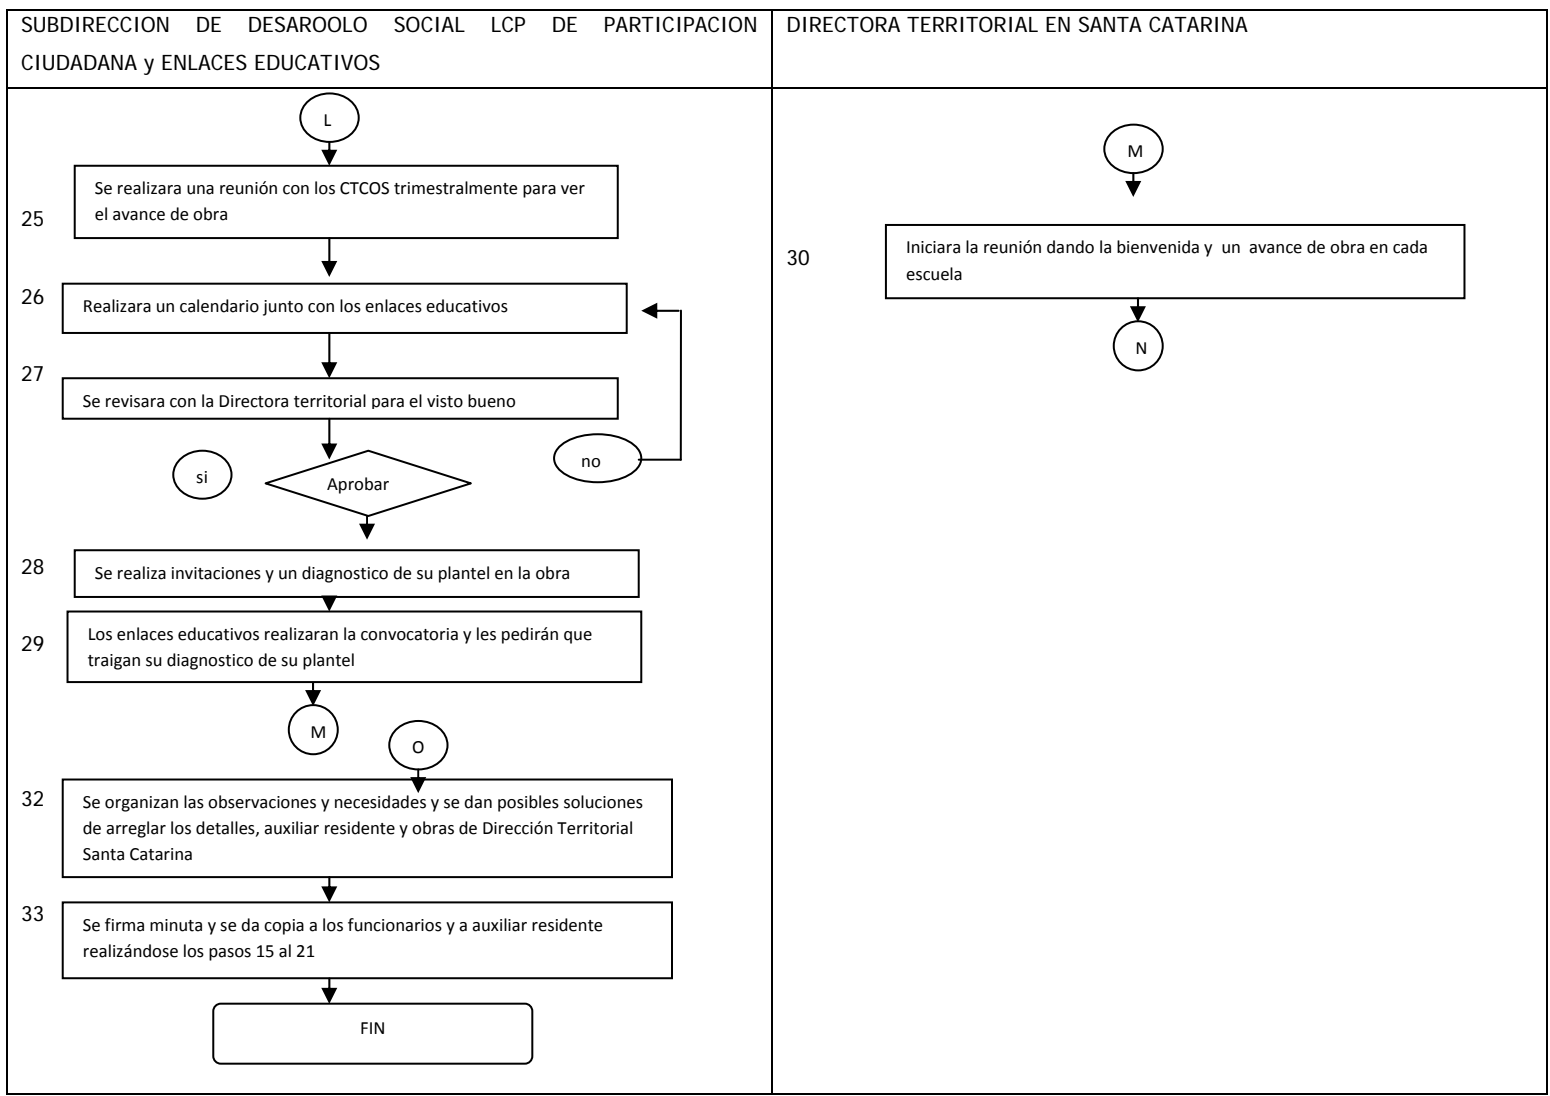 SUBDIRECCION DE DESAROOLO SOCIAL LCP DE PARTICIPACION
CIUDADANA y ENLACES EDUCATIVOS
DIRECTORA TERRITORIAL EN SANTA CATARINA
L
25
Se realizara una reunión con los CTCOS trimestralmente para ver
el avance de obra
26
Realizara un calendario junto con los enlaces educativos
27
Se revisara con la Directora territorial para el visto bueno
si
Aprobar
no
28
Se realiza invitaciones y un diagnostico de su plantel en la obra
29
Los enlaces educativos realizaran la convocatoria y les pedirán que
traigan su diagnostico de su plantel
M
O
32
Se organizan las observaciones y necesidades y se dan posibles soluciones
de arreglar los detalles, auxiliar residente y obras de Dirección Territorial
Santa Catarina
33
Se firma minuta y se da copia a los funcionarios y a auxiliar residente
realizándose los pasos 15 al 21
FIN
M
30
Iniciara la reunión dando la bienvenida y un avance de obra en cada
escuela
N